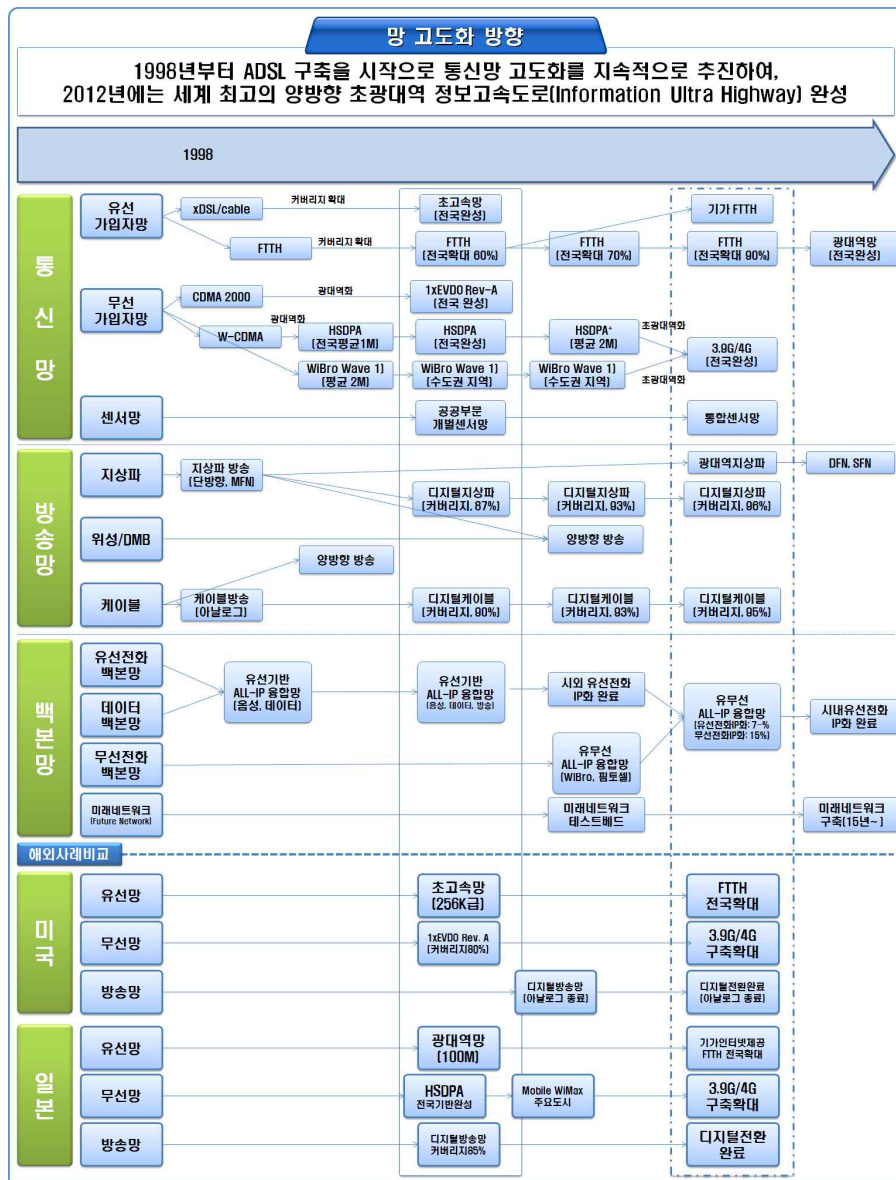 망 고도화 방향
1998년부터 ADSL 구축을 시작으로 통신망 고도화를 지속적으로 추진하여,
2012년에는 세계 최고의 양방향 초광대역 정보고속도로(Information Ultra Highway) 완성
1998
통신망
유선
가입자망
xDSL/cable
커버리지 확대
초고속망
(전국완성)
기가 FTTH
FTTH
커버리지 확대
FTTH
(전국확대 60%)
FTTH
(전국확대 70%)
FTTH
(전국확대 90%)
광대역망
(전국완성)
무선
가입자망
CDMA 2000
광대역화
1xEVDO Rev-A
(전국 완성)
W-CDMA
광대역화
HSDPA
(전국평균1M)
HSDPA
(전국완성)
HSDPA⁺
(평균 2M)
초광대역화
3.9G/4G
(전국완성)
WiBro Wave 1)
(평균 2M)
WiBro Wave 1)
(수도권 지역)
WiBro Wave 1)
(수도권 지역)
초광대역화
센서망
공공부문
개별센서망
통합센서망
방송망
지상파
지상파 방송
(단방향, MFN)
광대역지상파
DFN, SFN
디지털지상파
(커버리지, 87%)
디지털지상파
(커버리지, 93%)
디지털지상파
(커버리지, 96%)
위성/DMB
양방향 방송
양방향 방송
케이블
케이블방송
(아날로그)
디지털케이블
(커버리지, 90%)
디지털케이블
(커버리지, 93%)
디지털케이블
(커버리지, 95%)
백본망
유선전화
백본망
데이터
백본망
유선기반
ALL-IP 융합망
(음성, 데이터)
유선기반
ALL-IP 융합망
(음성, 데이터, 방송)
시외 유선전화
IP화 완료
유무선
ALL-IP 융합망
(유선전화IP화: 7-%
무선전화IP화: 15%)
시내유선전화
IP화 완료
무선전화
백본망
유무선
ALL-IP 융합망
(WIBro, 펨토셀)
미래네트워크
(Future Network)
미래네트워크
테스트베드
미래네트워크
구축(15년~)
해외사례비교
미국
유선망
초고속망
(256K급)
FTTH
전국확대
무선망
1xEVDO Rev. A
(커버리지80%)
3.9G/4G
구축확대
방송망
디지털방송망
(아날로그 종료)
디지털전환완료
(아날로그 종료)
일본
유선망
광대역망
(100M)
기가인터넷제공
FTTH 전국확대
무선망
HSDPA
전국기반완성
Mobile WiMax
주요도시
3.9G/4G
구축확대
방송망
디지털방송망
커버리지85%
디지털전환
완료